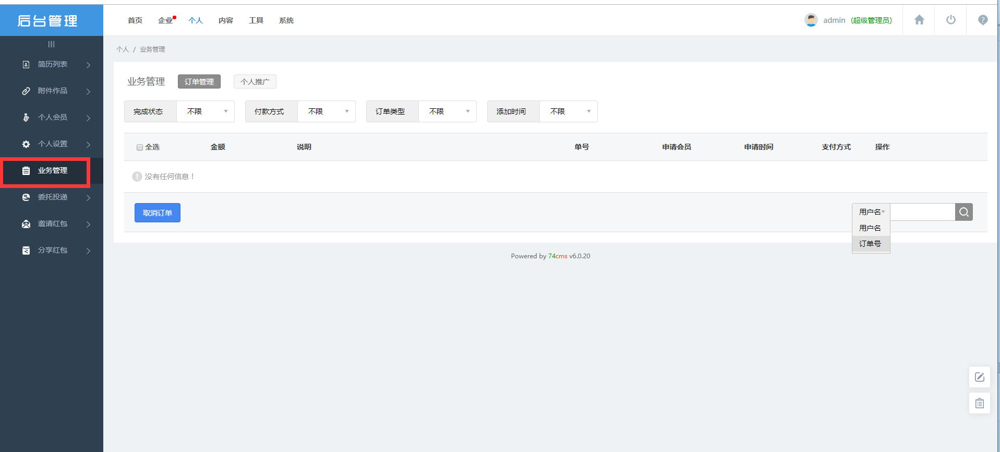 后台管理
首页 企业 个人 内容 工具 系统
admin (超级管理员)
个人 / 业务管理
简历列表
附件作品
个人会员
个人设置
业务管理
委托投递
邀请红包
分享红包
业务管理 订单管理 个人推广
完成状态 不限 付款方式 不限 订单类型 不限 添加时间 不限
全选 金额 说明 单号 申请会员 申请时间 支付方式 操作
没有任何信息！
取消订单
用户名
用户名
订单号
Powered by 74cms v6.0.20